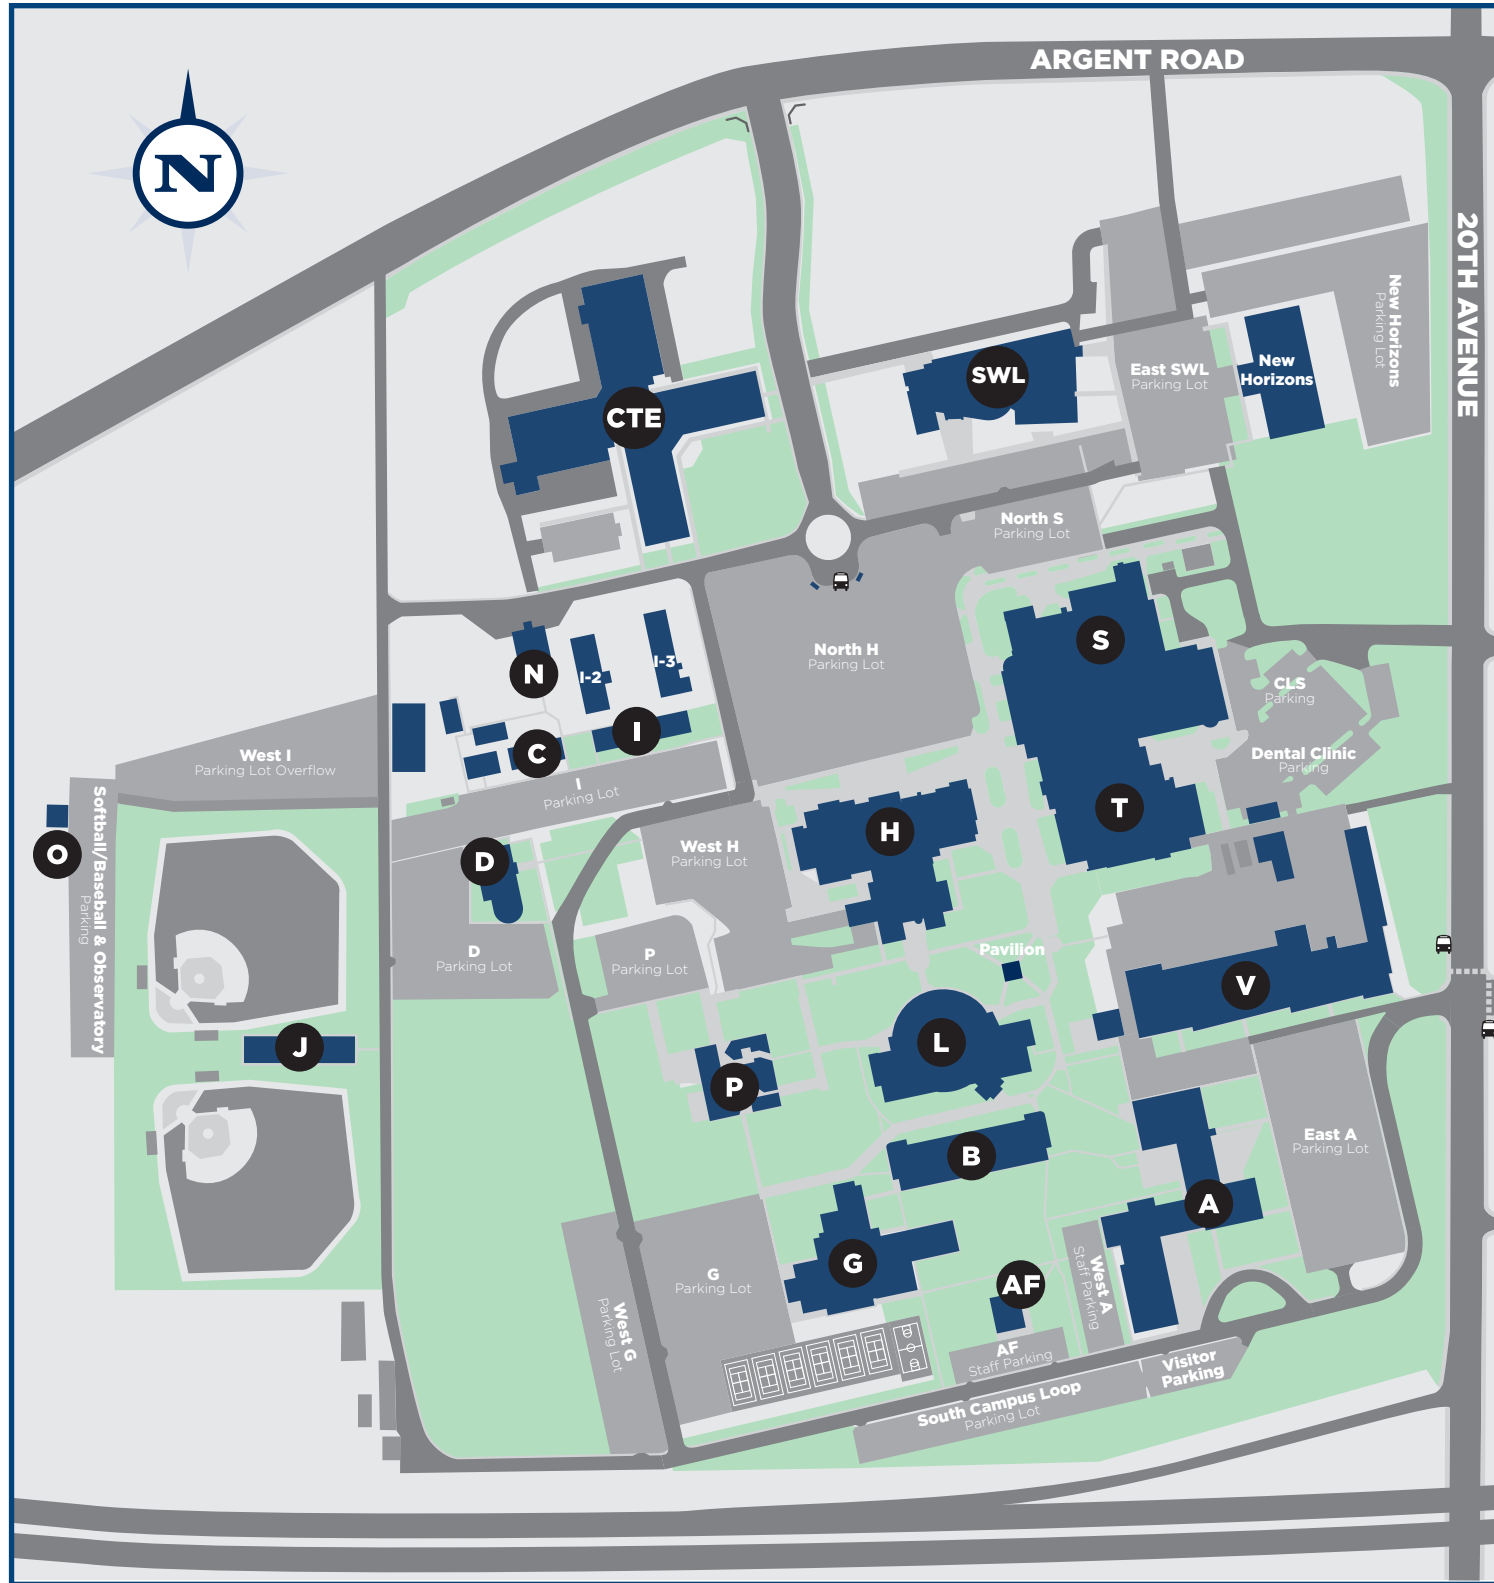 ARGENT ROAD
N
20TH AVENUE
New Horizons
Parking Lot
SWL
East SWL
Parking Lot
New
Horizons
CTE
North S
Parking Lot
S
North H
Parking Lot
N
I-2
I-3
CLS
Parking
I
C
Dental Clinic
Parking
West I
Parking Lot Overflow
I
Parking Lot
T
H
Softball/Baseball & Observatory
Parking
O
D
West H
Parking Lot
D
Parking Lot
P
Parking Lot
Pavilion
V
J
L
P
East A
Parking Lot
B
A
G
G
Parking Lot
AF
West A
Staff Parking
West G
Parking Lot
AF
Staff Parking
Visitor
Parking
South Campus Loop
Parking Lot